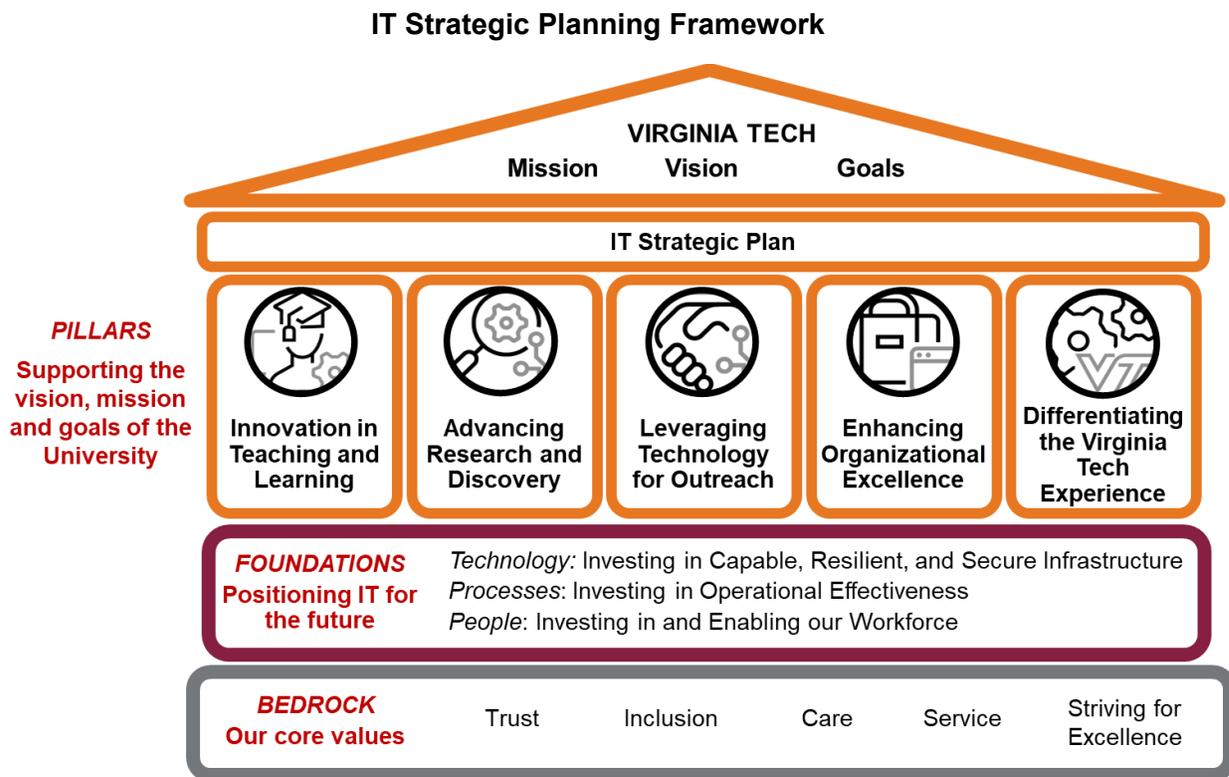 IT Strategic Planning Framework
VIRGINIA TECH
Mission Vision Goals
IT Strategic Plan
PILLARS
Supporting the
vision, mission
and goals of the
University
Innovation in
Teaching and
Learning
Advancing
Research and
Discovery
Leveraging
Technology
for Outreach
Enhancing
Organizational
Excellence
VT
Differentiating
the Virginia
Tech
Experience
FOUNDATIONS
Positioning IT for
the future
Technology: Investing in Capable, Resilient, and Secure Infrastructure
Processes: Investing in Operational Effectiveness
People: Investing in and Enabling our Workforce
BEDROCK
Our core values
Trust
Inclusion
Care
Service
Striving for
Excellence